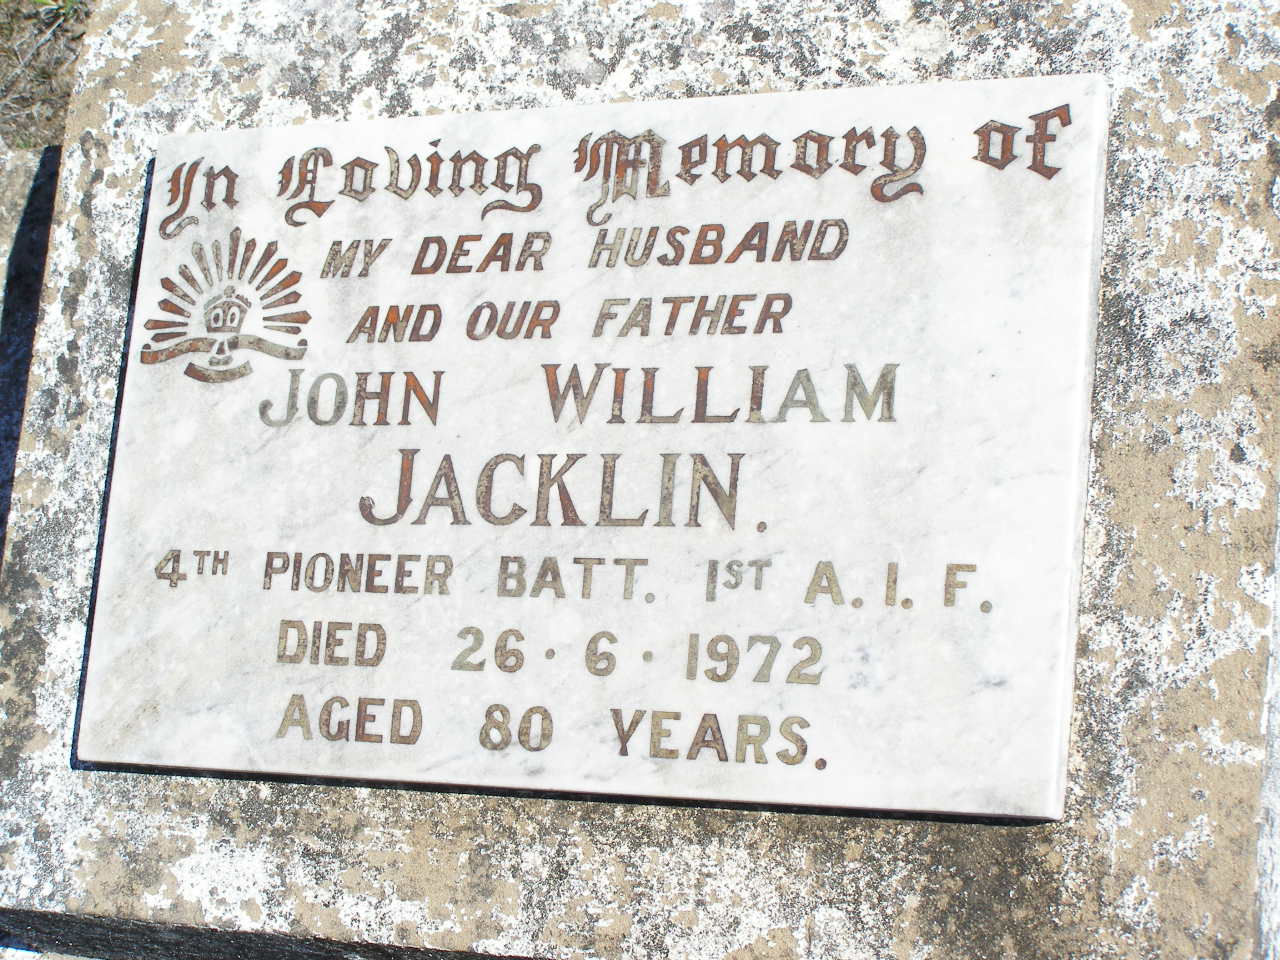 In Loving Memory of
MY DEAR HUSBAND
AND OUR FATHER
JOHN WILLIAM
JACKLIN.
4TH PIONEER BATT. 1ST A.I.F.
DIED 26.6.1972
AGED 80 YEARS.